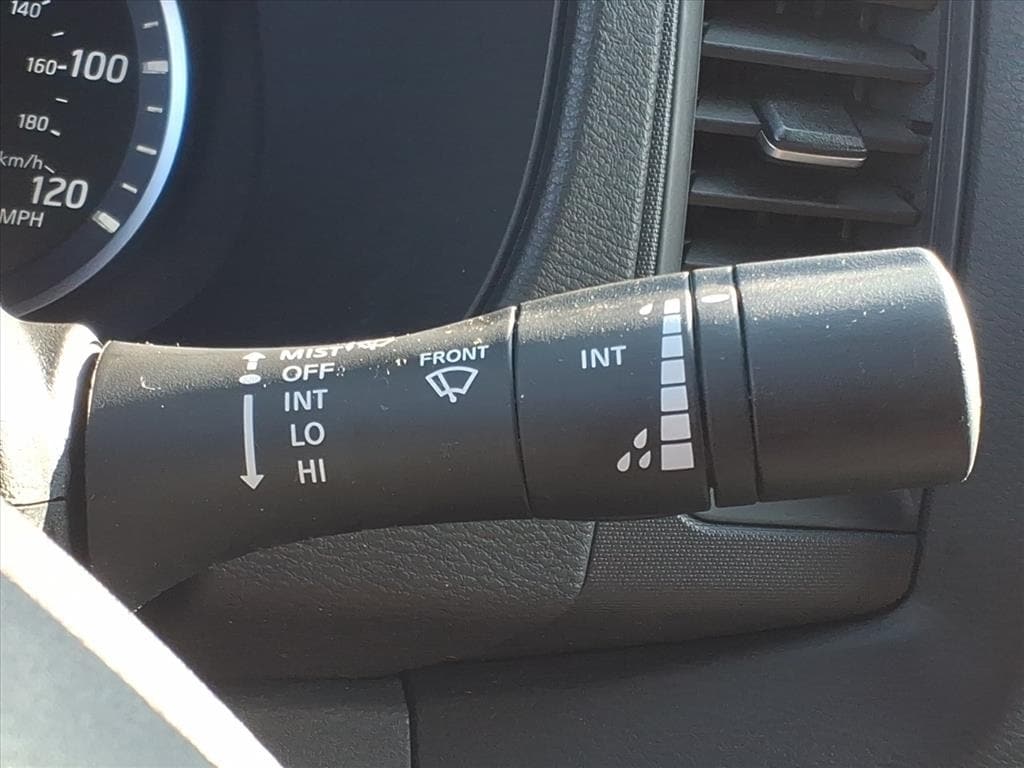 140
160-100
180
km/h
120
MPH
MIST
OFF
INT
LO
HI
FRONT
INT